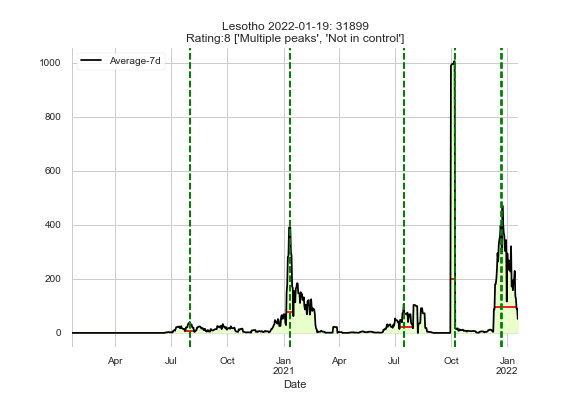 Lesotho 2022-01-19: 31899
Rating:8 ['Multiple peaks', 'Not in control']
Average-7d
1000
800
600
400
200
0
Apr
Jul
Oct
Jan
2021
Apr
Jul
Oct
Jan
2022
Date